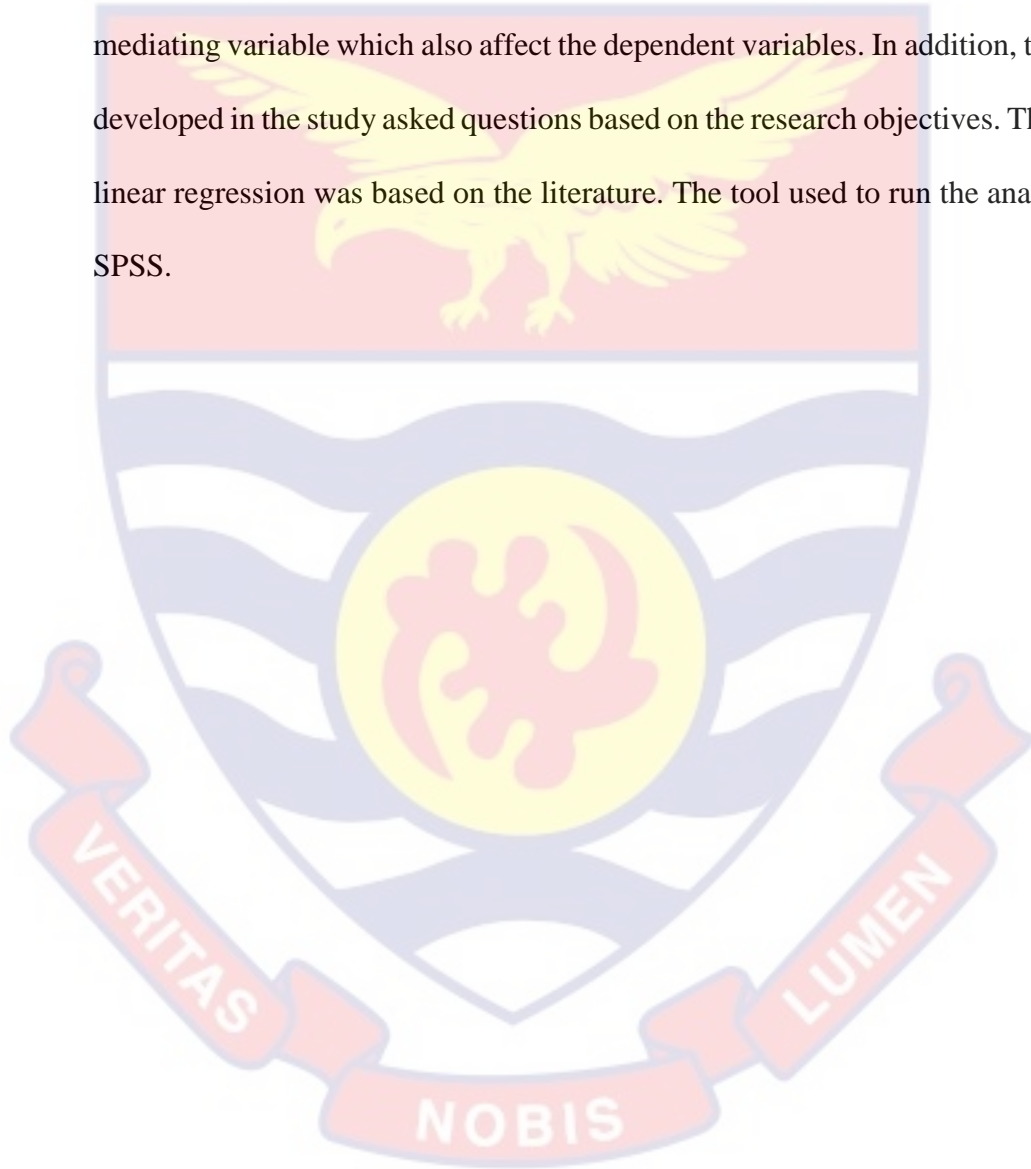 mediating variable which also affect the dependent variables. In addition,
developed in the study asked questions based on the research objectives.
linear regression was based on the literature. The tool used to run the
SPSS.
VERITAS
NOBIS
LUMEN